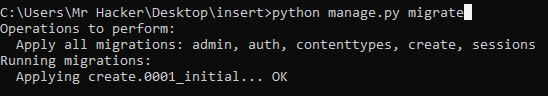 C:\Users\Mr Hacker\Desktop\insert>python manage.py migrate
Operations to perform:
  Apply all migrations: admin, auth, contenttypes, create, sessions
Running migrations:
  Applying create.0001_initial... OK